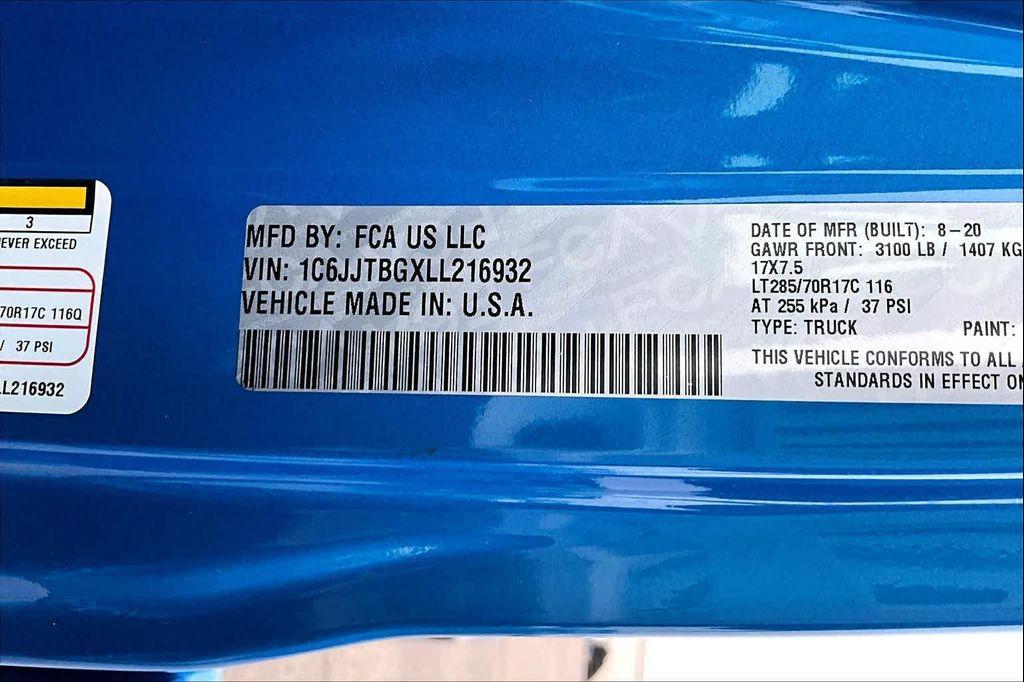 3
EVER EXCEED
70R17C 116Q
/ 37 PSI
LL216932
MFD BY: FCA US LLC
VIN: 1C6JJTBGXLL216932
VEHICLE MADE IN: U.S.A.
DATE OF MFR (BUILT): 8-20
GAWR FRONT: 3100 LB / 1407 KG
17X7.5
LT285/70R17C 116
AT 255 kPa / 37 PSI
TYPE: TRUCK PAINT:
THIS VEHICLE CONFORMS TO ALL
STANDARDS IN EFFECT ON